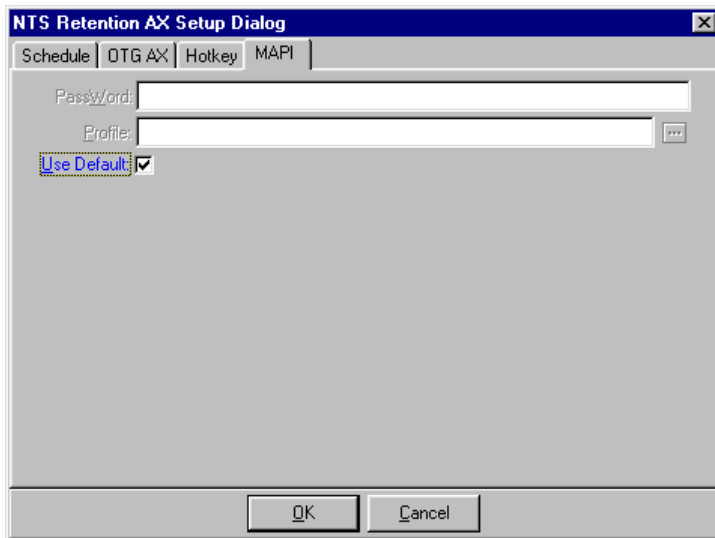 NTS Retention AX Setup Dialog
Schedule OTG AX Hotkey MAPI
PassWord:
Profile: ...
Use Default:
OK Cancel